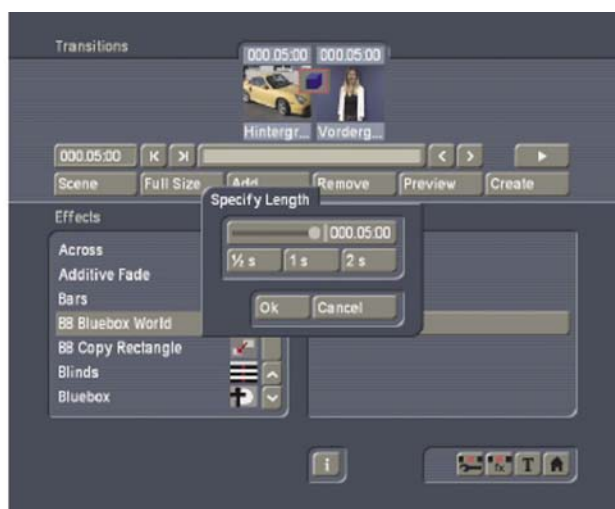 Transitions
000.05:00 000.05:00
Hintergr... Vorderg...
000.05:00
Scene Full Size Add Remove Preview Create
Specify Length
Effects
000.05:00
½ s 1 s 2 s
Across
Additive Fade
Bars
Ok Cancel
BB Bluebox World
BB Copy Rectangle
Blinds
Bluebox
i fx T